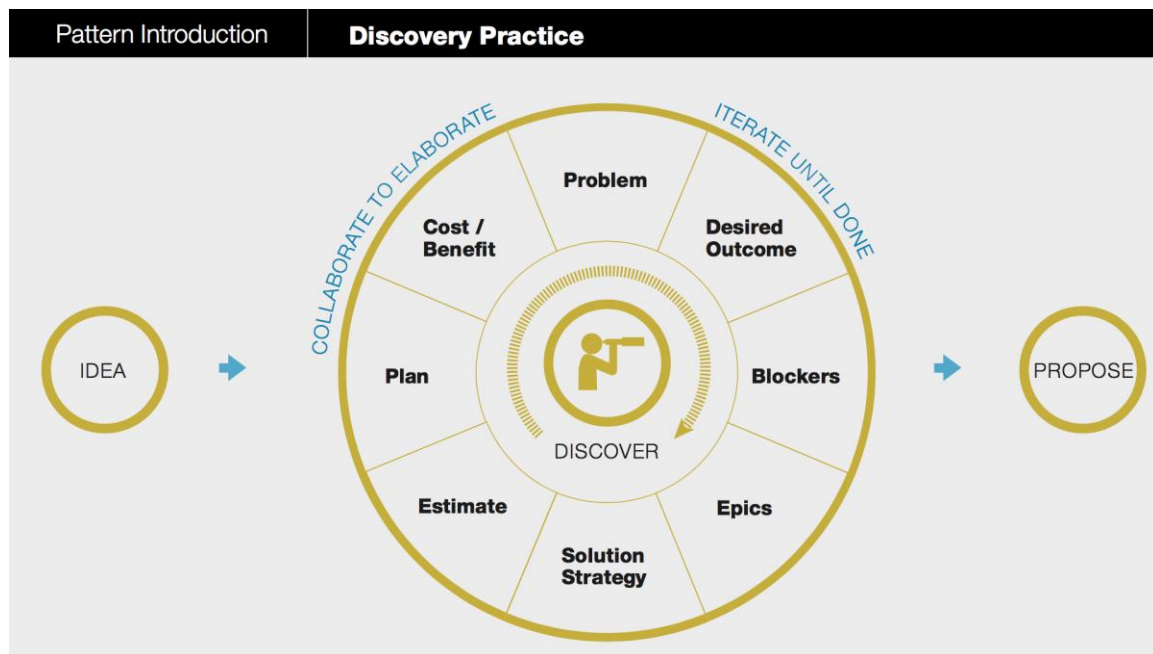 Pattern Introduction
Discovery Practice
COLLABORATE TO ELABORATE
ITERATE UNTIL DONE
Problem
Desired
Outcome
Blockers
Epics
Solution
Strategy
Estimate
Plan
Cost /
Benefit
DISCOVER
IDEA
PROPOSE